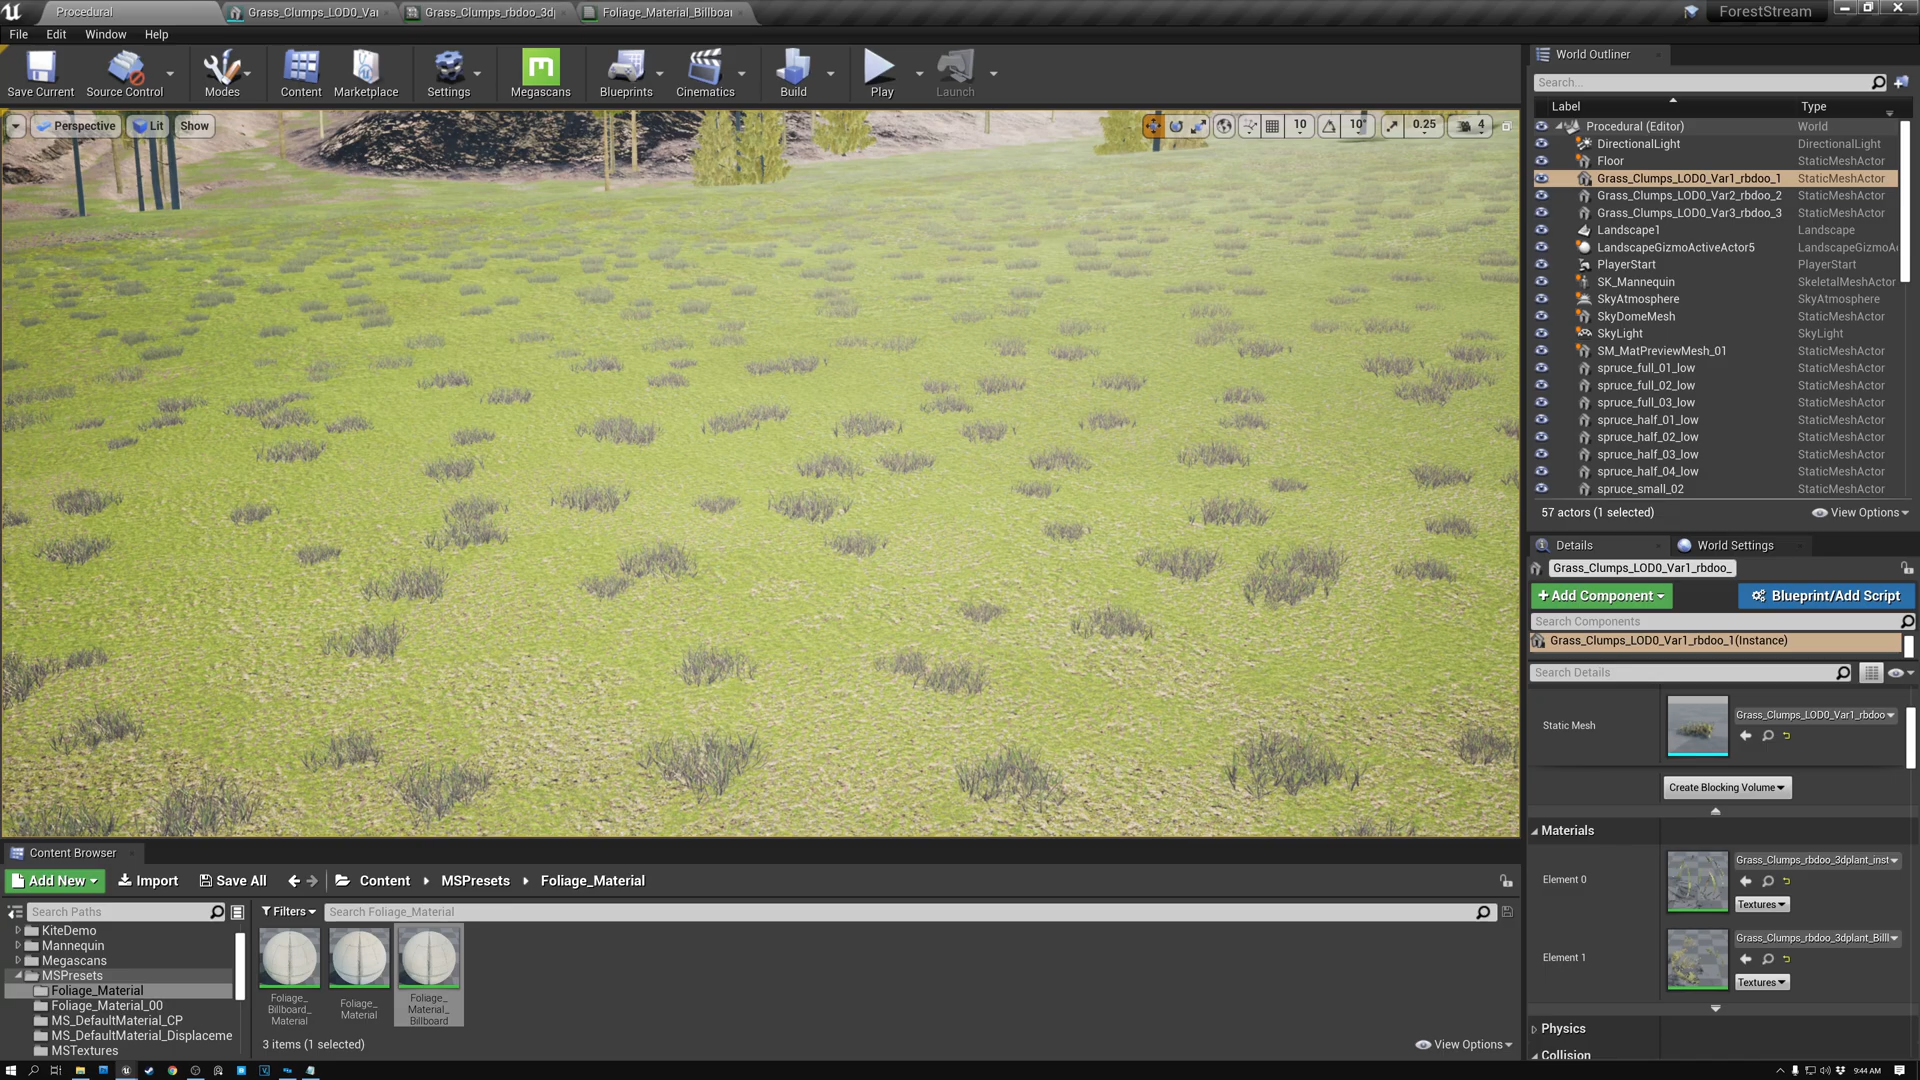 Procedural
Grass_Clumps_LOD0_Var
Grass_Clumps_rbdoo_3d
Foliage_Material_Billboar
ForestStream
File Edit Window Help
Save Current
Source Control
Modes
Content
Marketplace
Settings
Megascans
Blueprints
Cinematics
Build
Play
Launch
Perspective
Lit
Show
10
10°
0.25
4
World Outliner
Search...
Label Type
Procedural (Editor) World
DirectionalLight DirectionalLight
Floor StaticMeshActor
Grass_Clumps_LOD0_Var1_rbdoo_1 StaticMeshActor
Grass_Clumps_LOD0_Var2_rbdoo_2 StaticMeshActor
Grass_Clumps_LOD0_Var3_rbdoo_3 StaticMeshActor
Landscape1 Landscape
LandscapeGizmoActiveActor5 LandscapeGizmoA
PlayerStart PlayerStart
SK_Mannequin SkeletalMeshActor
SkyAtmosphere SkyAtmosphere
SkyDomeMesh StaticMeshActor
SkyLight SkyLight
SM_MatPreviewMesh_01 StaticMeshActor
spruce_full_01_low StaticMeshActor
spruce_full_02_low StaticMeshActor
spruce_full_03_low StaticMeshActor
spruce_half_01_low StaticMeshActor
spruce_half_02_low StaticMeshActor
spruce_half_03_low StaticMeshActor
spruce_half_04_low StaticMeshActor
spruce_small_02 StaticMeshActor
57 actors (1 selected)
View Options
Details
World Settings
Grass_Clumps_LOD0_Var1_rbdoo_
+ Add Component
Blueprint/Add Script
Search Components
Grass_Clumps_LOD0_Var1_rbdoo_1(Instance)
Search Details
Static Mesh
Grass_Clumps_LOD0_Var1_rbdoo
Create Blocking Volume
Materials
Element 0
Grass_Clumps_rbdoo_3dplant_inst
Textures
Element 1
Grass_Clumps_rbdoo_3dplant_Billl
Textures
Physics
Collision
Content Browser
Add New
Import
Save All
Content
MSPresets
Foliage_Material
Search Paths
Filters
Search Foliage_Material
KiteDemo
Mannequin
Megascans
MSPresets
Foliage_Material
Foliage_Material_00
MS_DefaultMaterial_CP
MS_DefaultMaterial_Displaceme
MSTextures
Foliage_
Billboard_
Material
Foliage_
Material
Foliage_
Material_
Billboard
3 items (1 selected)
View Options
9:44 AM